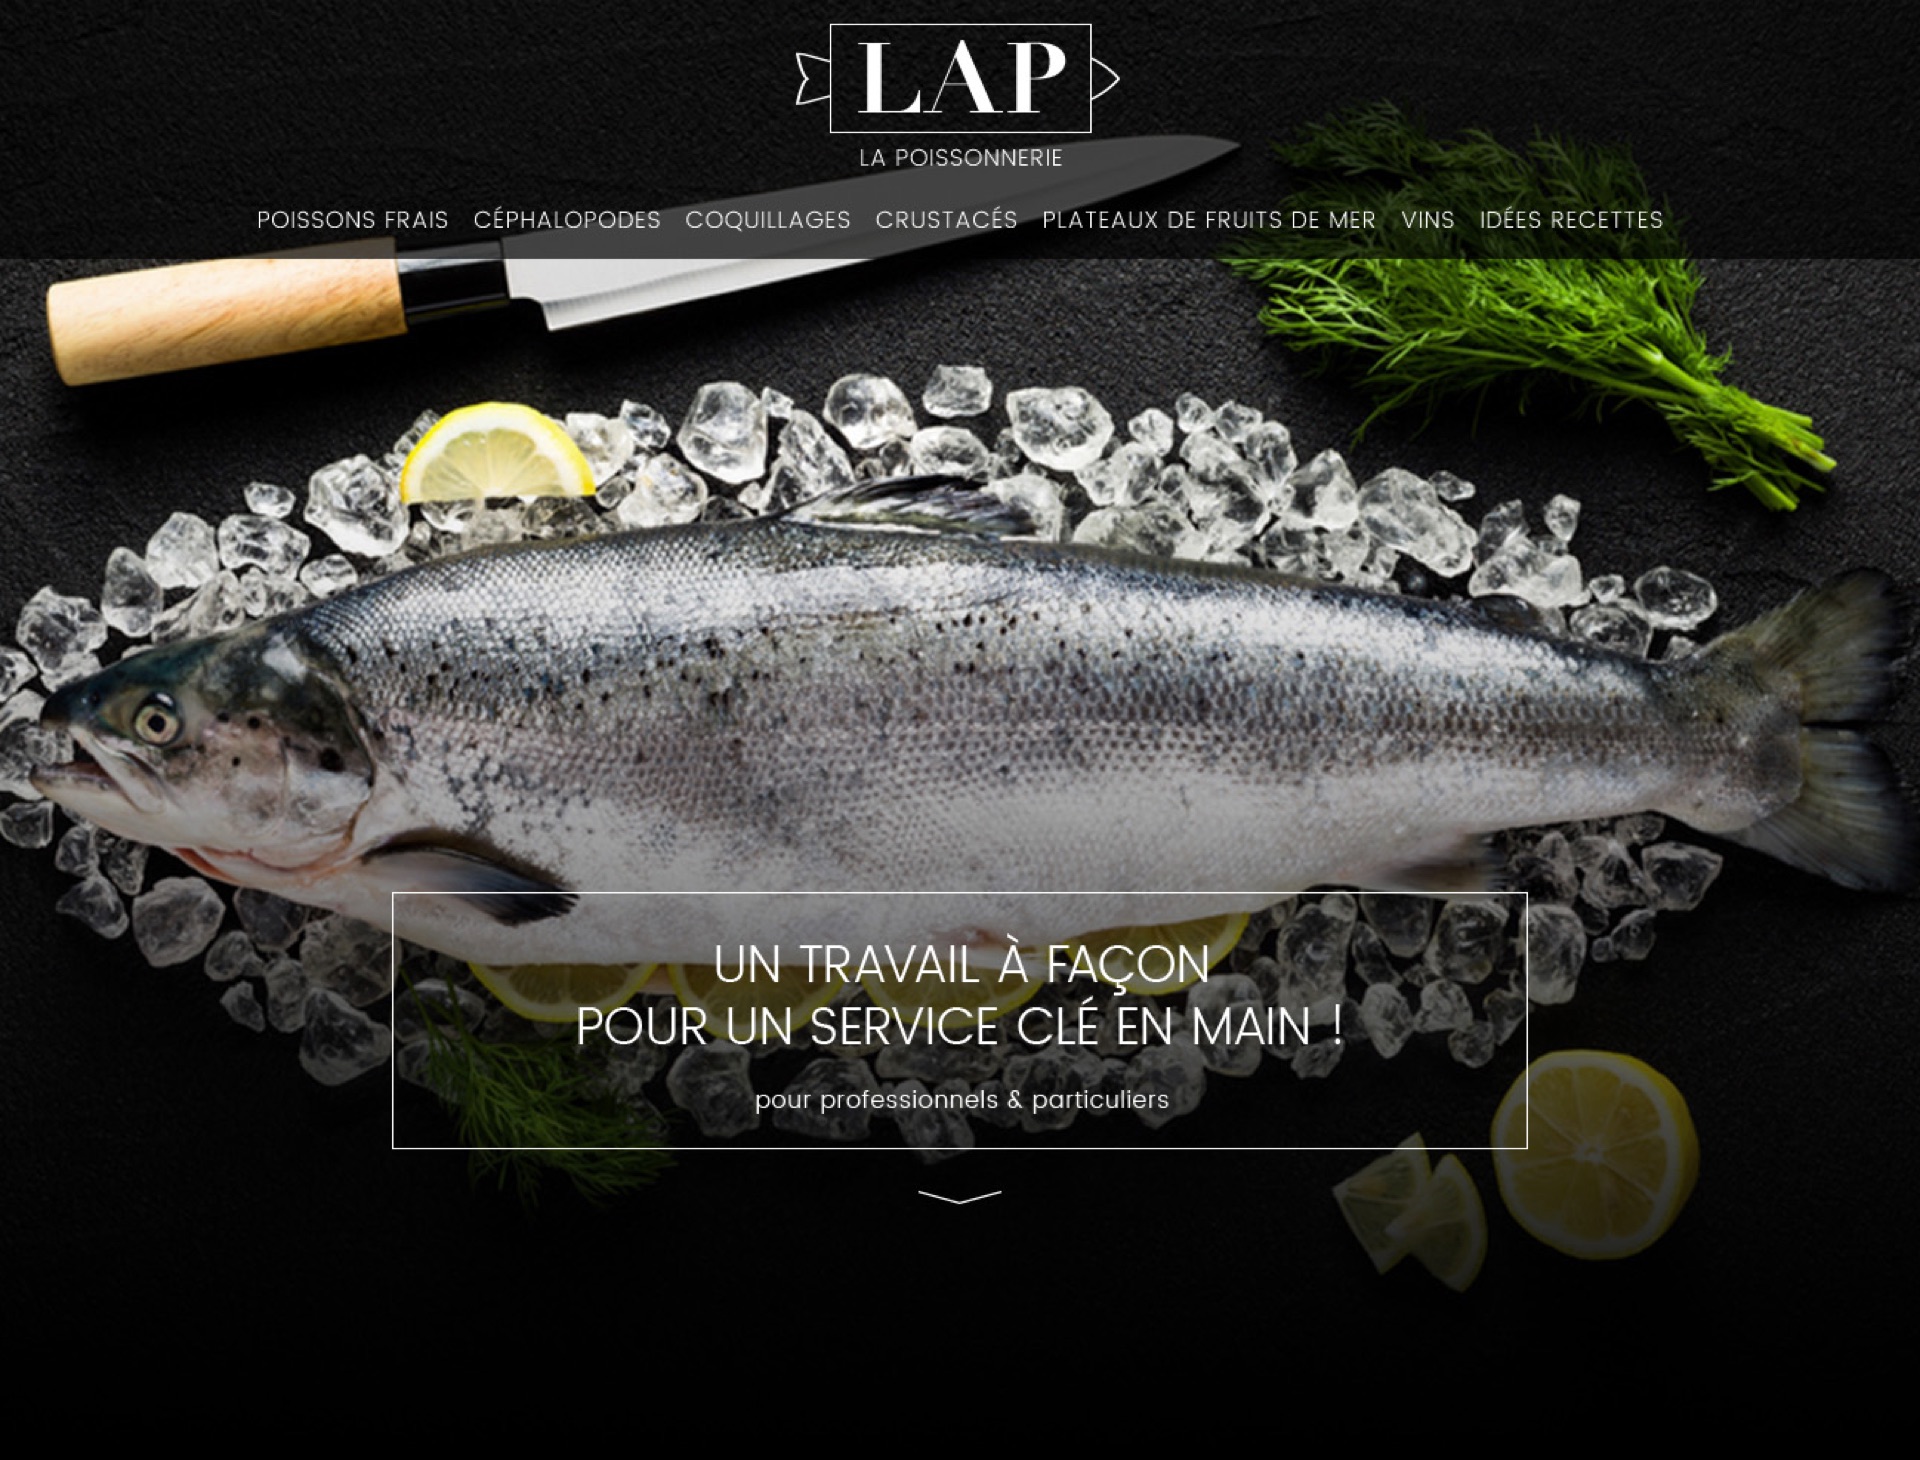 LAP
LA POISSONNERIE
POISSONS FRAIS CÉPHALOPODES COQUILLAGES CRUSTACÉS PLATEAUX DE FRUITS DE MER VINS IDÉES RECETTES
UN TRAVAIL À FAÇON
POUR UN SERVICE CLÉ EN MAIN !
pour professionnels & particuliers